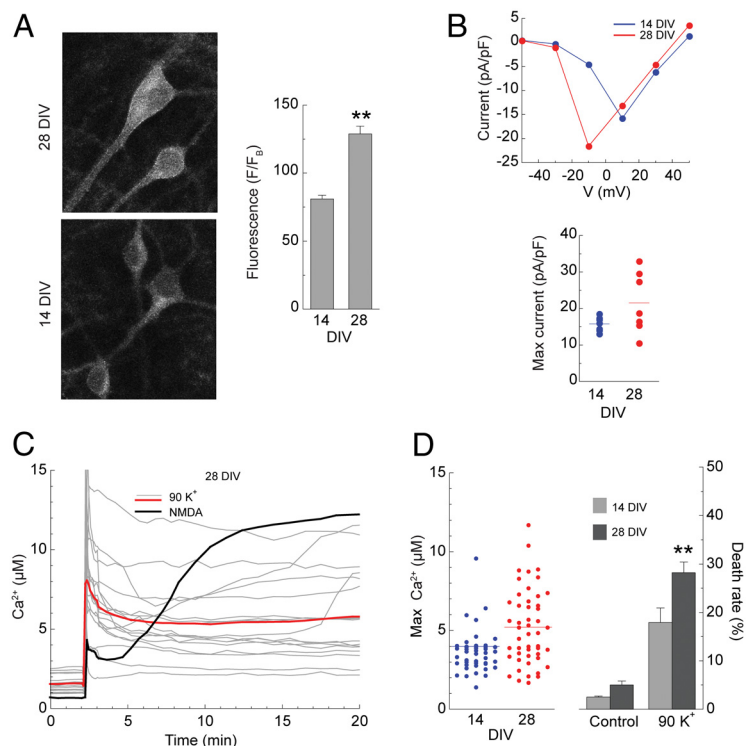 A
28 DIV
14 DIV
Fluorescence (F/F_B)
150
100
50
0
**
14 28
DIV
B
Current (pA/pF)
5
0
-5
-10
-15
-20
-25
14 DIV
28 DIV
-40 -20 0 20 40
V (mV)
Max current (pA/pF)
40
30
20
10
0
14 28
DIV
C
Ca²⁺ (μM)
15
10
5
0
28 DIV
90 K⁺
NMDA
0 5 10 15 20
Time (min)
D
Max Ca²⁺ (μM)
15
10
5
0
14 28
DIV
14 DIV
28 DIV
**
50
40
30
20
10
0
Death rate (%)
Control 90 K⁺